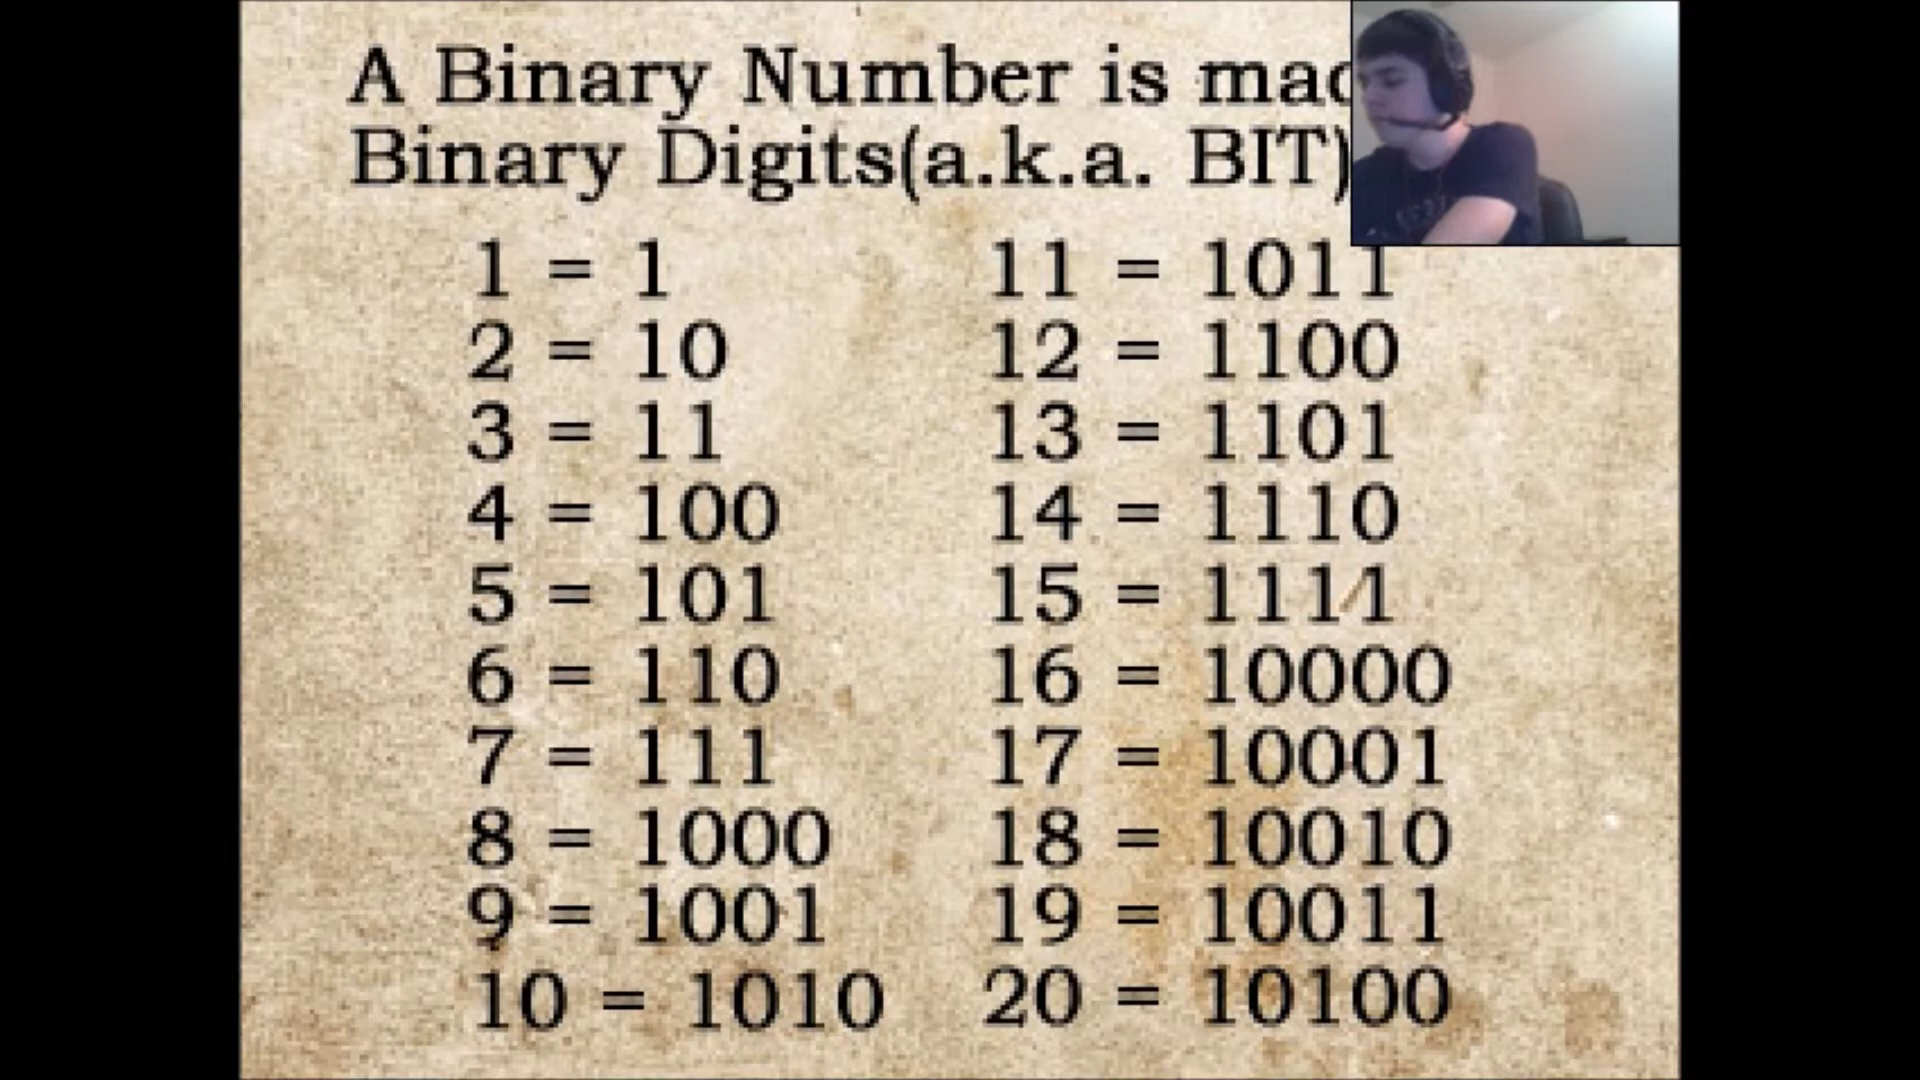 A Binary Number is mad
Binary Digits(a.k.a. BIT)
1 = 1
2 = 10
3 = 11
4 = 100
5 = 101
6 = 110
7 = 111
8 = 1000
9 = 1001
10 = 1010
11 = 1011
12 = 1100
13 = 1101
14 = 1110
15 = 1111
16 = 10000
17 = 10001
18 = 10010
19 = 10011
20 = 10100